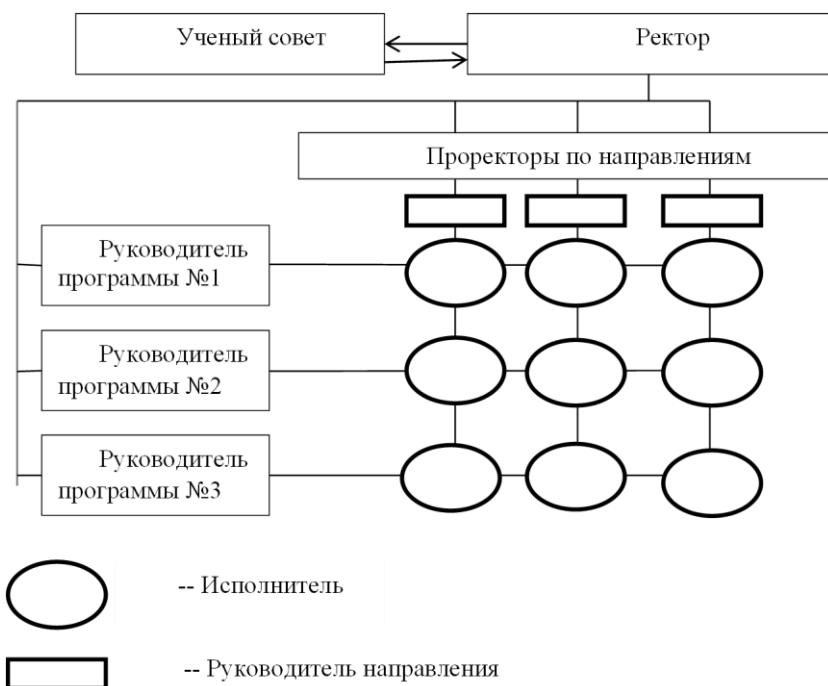 Ученый совет
Ректор
Проректоры по направлениям
Руководитель
программы №1
Руководитель
программы №2
Руководитель
программы №3
-- Исполнитель
-- Руководитель направления